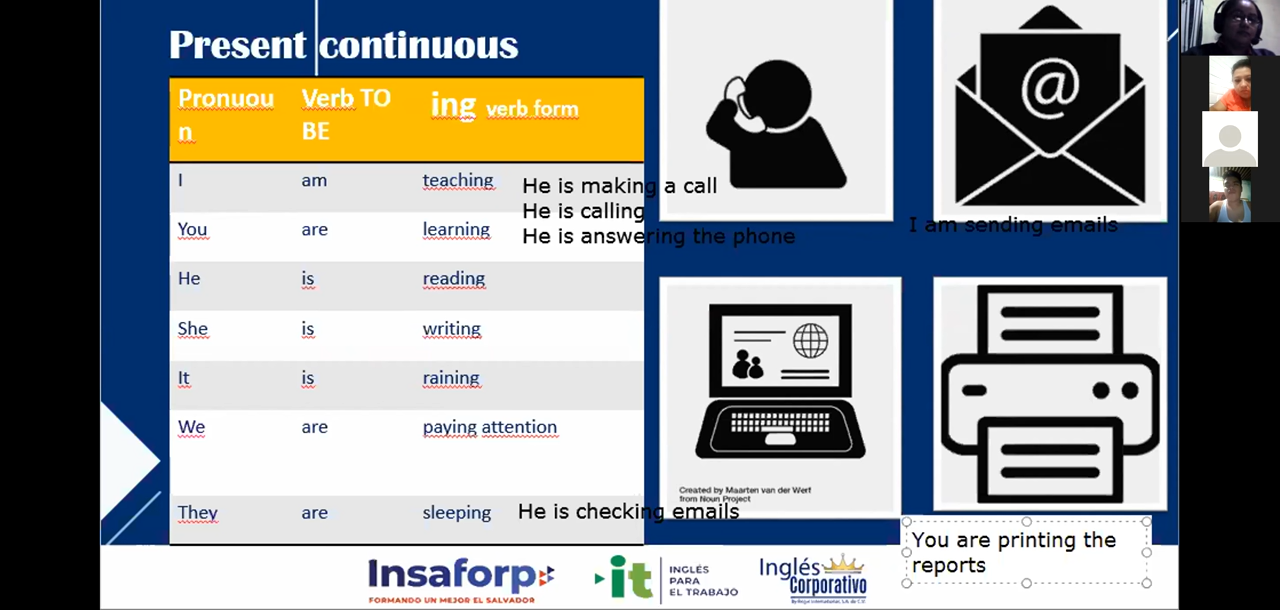 Present continuous
Pronuou
n
Verb TO
BE
ing verb form
I am teaching
You are learning
He is reading
She is writing
It is raining
We are paying attention
They are sleeping
He is making a call
He is calling
He is answering the phone
@
I am sending emails
Created by Maarten van der Werf
from Noun Project
He is checking emails
You are printing the
reports
Insaforp
FORMANDO UN MEJOR EL SALVADOR
it
INGLÉS
PARA
EL TRABAJO
Inglés
Corporativo